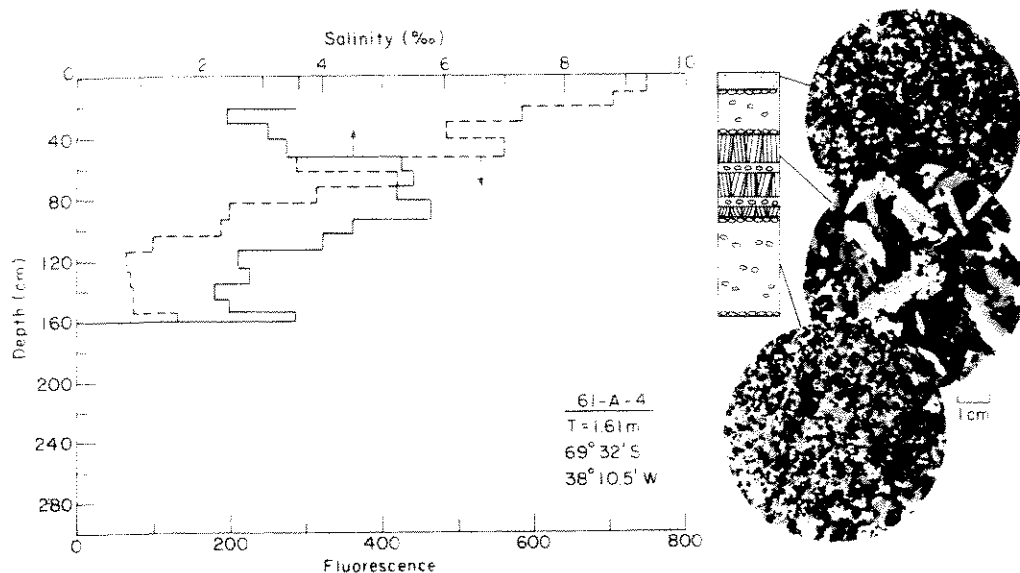 Salinity (‰)
0 2 4 6 8 10
0
40
80
120
160
200
240
280
Depth (cm)
0 200 400 600 800
Fluorescence
61-A-4
T=1.61m
69° 32' S
38° 10.5' W
1cm